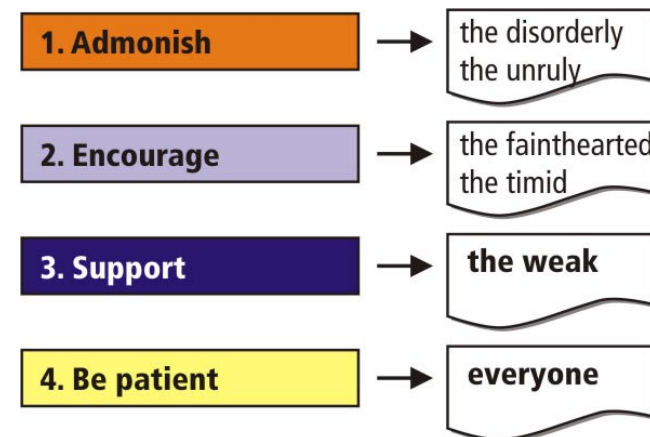 1. Admonish
the disorderly
the unruly
2. Encourage
the fainthearted
the timid
3. Support
the weak
4. Be patient
everyone